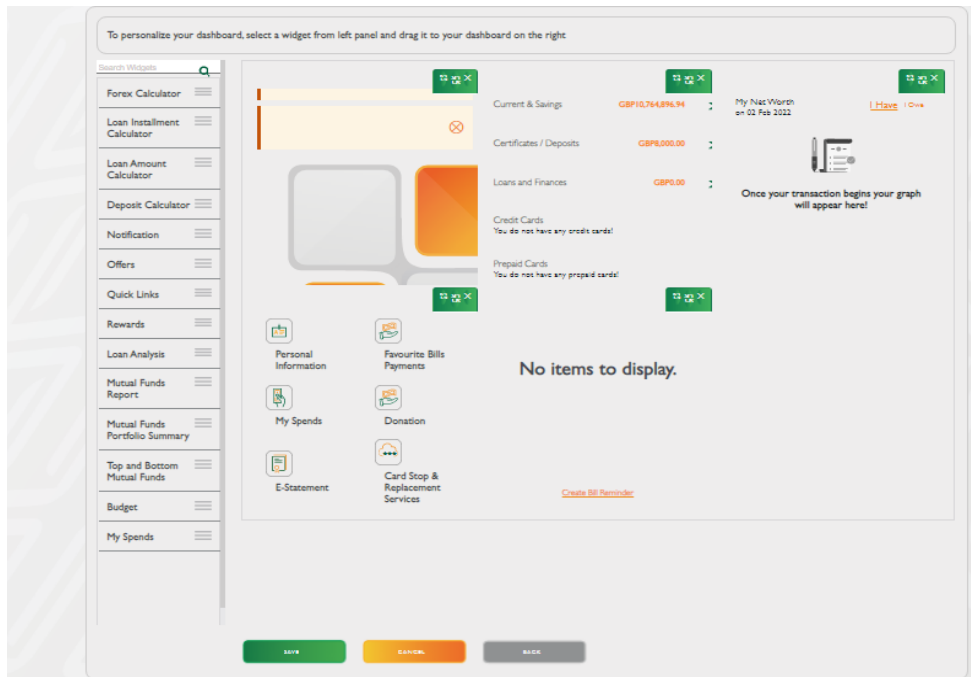 To personalize your dashboard, select a widget from left panel and drag it to your dashboard on the right
Search Widgets
Forex Calculator
Loan Installment
Calculator
Loan Amount
Calculator
Deposit Calculator
Notification
Offers
Quick Links
Rewards
Loan Analysis
Mutual Funds
Report
Mutual Funds
Portfolio Summary
Top and Bottom
Mutual Funds
Budget
My Spends
Current & Savings GBP10,764,896.94
Certificates / Deposits GBP8,000.00
Loans and Finances GBP0.00
Credit Cards
You do not have any credit cards!
Prepaid Cards
You do not have any prepaid cards!
My Net Worth
on 02 Feb 2022
I Have I Owe
Once your transaction begins your graph
will appear here!
Personal
Information
Favourite Bills
Payments
My Spends
Donation
E-Statement
Card Stop &
Replacement
Services
No items to display.
Create Bill Reminder
SAVE
CANCEL
BACK